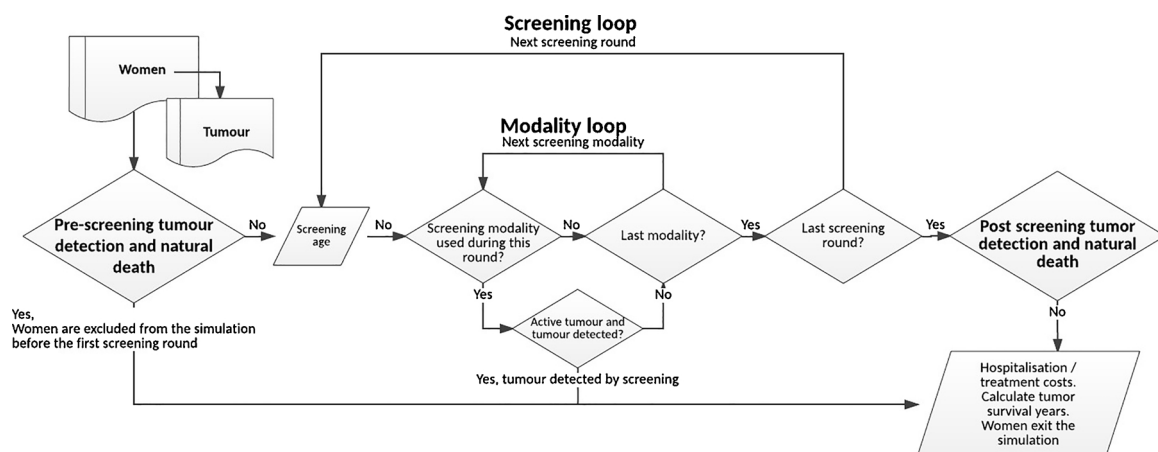 Screening loop
Next screening round
Women
Tumour
Modality loop
Next screening modality
Pre-screening tumour
detection and natural
death
No
Screening
age
No
Screening modality
used during this
round?
No
Last modality?
Yes
Last screening
round?
Yes
Post screening tumor
detection and natural
death
Yes
No
No
Active tumour and
tumour detected?
Yes,
Women are excluded from the simulation
before the first screening round
Yes, tumour detected by screening
Hospitalisation /
treatment costs.
Calculate tumor
survival years.
Women exit the
simulation